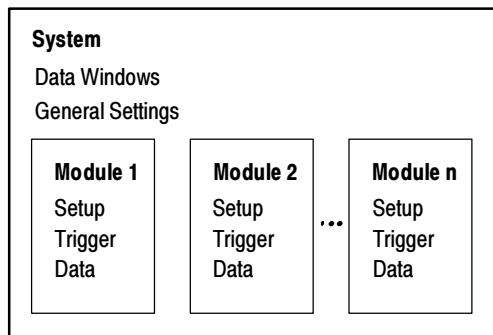 System
Data Windows
General Settings
Module 1
Setup
Trigger
Data
Module 2
Setup
Trigger
Data
...
Module n
Setup
Trigger
Data